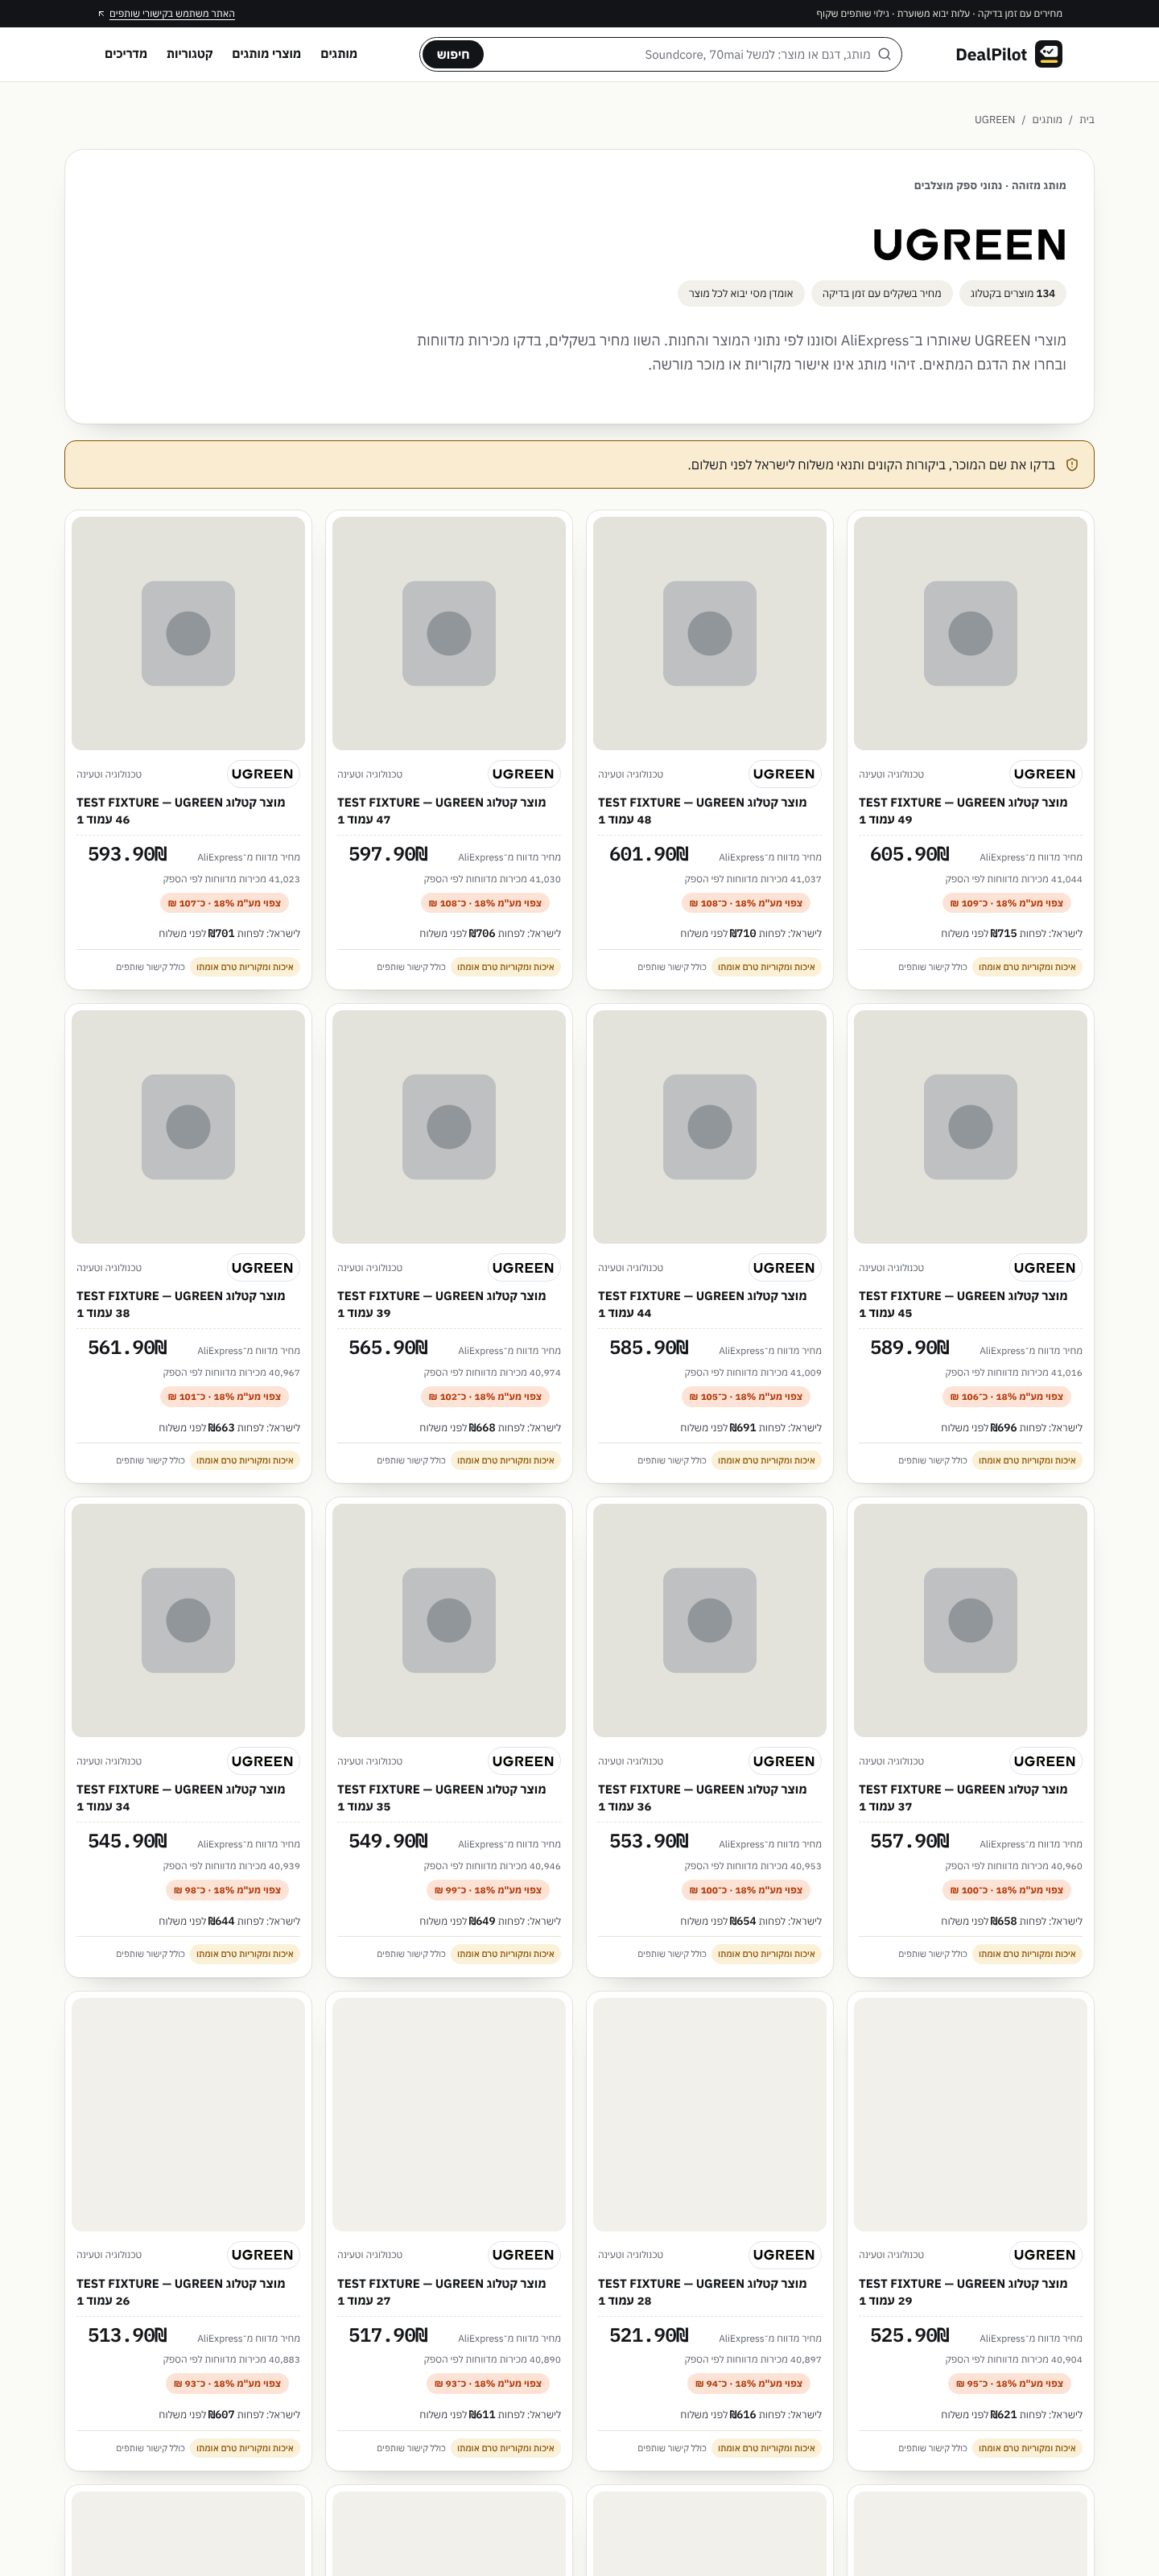 מחירים עם זמן בדיקה · עלות יבוא משוערת · גילוי שותפים שקוף
האתר משתמש בקישורי שותפים
DealPilot
מותג, דגם או מוצר: למשל Soundcore, 70mai
חיפוש
מותגים
מוצרי מותגים
קטגוריות
מדריכים
בית / מותגים / UGREEN
מותג מזוהה · נתוני ספק מוצלבים
UGREEN
134 מוצרים בקטלוג
מחיר בשקלים עם זמן בדיקה
אומדן מסי יבוא לכל מוצר
מוצרי UGREEN שאותרו ב־AliExpress וסוננו לפי נתוני המוצר והחנות. השוו מחיר בשקלים, בדקו מכירות מדווחות
ובחרו את הדגם המתאים. זיהוי מותג אינו אישור מקוריות או מוכר מורשה.
בדקו את שם המוכר, ביקורות הקונים ותנאי משלוח לישראל לפני תשלום.
UGREEN
טכנולוגיה וטעינה
TEST FIXTURE — UGREEN מוצר קטלוג
49 עמוד 1
מחיר מדווח מ־AliExpress
605.90₪
41,044 מכירות מדווחות לפי הספק
צפוי מע"מ 18% · כ־109 ₪
לישראל: לפחות ₪715 לפני משלוח
איכות ומקוריות טרם אומתו
כולל קישור שותפים
UGREEN
טכנולוגיה וטעינה
TEST FIXTURE — UGREEN מוצר קטלוג
48 עמוד 1
מחיר מדווח מ־AliExpress
601.90₪
41,037 מכירות מדווחות לפי הספק
צפוי מע"מ 18% · כ־108 ₪
לישראל: לפחות ₪710 לפני משלוח
איכות ומקוריות טרם אומתו
כולל קישור שותפים
UGREEN
טכנולוגיה וטעינה
TEST FIXTURE — UGREEN מוצר קטלוג
47 עמוד 1
מחיר מדווח מ־AliExpress
597.90₪
41,030 מכירות מדווחות לפי הספק
צפוי מע"מ 18% · כ־108 ₪
לישראל: לפחות ₪706 לפני משלוח
איכות ומקוריות טרם אומתו
כולל קישור שותפים
UGREEN
טכנולוגיה וטעינה
TEST FIXTURE — UGREEN מוצר קטלוג
46 עמוד 1
מחיר מדווח מ־AliExpress
593.90₪
41,023 מכירות מדווחות לפי הספק
צפוי מע"מ 18% · כ־107 ₪
לישראל: לפחות ₪701 לפני משלוח
איכות ומקוריות טרם אומתו
כולל קישור שותפים
UGREEN
טכנולוגיה וטעינה
TEST FIXTURE — UGREEN מוצר קטלוג
45 עמוד 1
מחיר מדווח מ־AliExpress
589.90₪
41,016 מכירות מדווחות לפי הספק
צפוי מע"מ 18% · כ־106 ₪
לישראל: לפחות ₪696 לפני משלוח
איכות ומקוריות טרם אומתו
כולל קישור שותפים
UGREEN
טכנולוגיה וטעינה
TEST FIXTURE — UGREEN מוצר קטלוג
44 עמוד 1
מחיר מדווח מ־AliExpress
585.90₪
41,009 מכירות מדווחות לפי הספק
צפוי מע"מ 18% · כ־105 ₪
לישראל: לפחות ₪691 לפני משלוח
איכות ומקוריות טרם אומתו
כולל קישור שותפים
UGREEN
טכנולוגיה וטעינה
TEST FIXTURE — UGREEN מוצר קטלוג
39 עמוד 1
מחיר מדווח מ־AliExpress
565.90₪
40,974 מכירות מדווחות לפי הספק
צפוי מע"מ 18% · כ־102 ₪
לישראל: לפחות ₪668 לפני משלוח
איכות ומקוריות טרם אומתו
כולל קישור שותפים
UGREEN
טכנולוגיה וטעינה
TEST FIXTURE — UGREEN מוצר קטלוג
38 עמוד 1
מחיר מדווח מ־AliExpress
561.90₪
40,967 מכירות מדווחות לפי הספק
צפוי מע"מ 18% · כ־101 ₪
לישראל: לפחות ₪663 לפני משלוח
איכות ומקוריות טרם אומתו
כולל קישור שותפים
UGREEN
טכנולוגיה וטעינה
TEST FIXTURE — UGREEN מוצר קטלוג
37 עמוד 1
מחיר מדווח מ־AliExpress
557.90₪
40,960 מכירות מדווחות לפי הספק
צפוי מע"מ 18% · כ־100 ₪
לישראל: לפחות ₪658 לפני משלוח
איכות ומקוריות טרם אומתו
כולל קישור שותפים
UGREEN
טכנולוגיה וטעינה
TEST FIXTURE — UGREEN מוצר קטלוג
36 עמוד 1
מחיר מדווח מ־AliExpress
553.90₪
40,953 מכירות מדווחות לפי הספק
צפוי מע"מ 18% · כ־100 ₪
לישראל: לפחות ₪654 לפני משלוח
איכות ומקוריות טרם אומתו
כולל קישור שותפים
UGREEN
טכנולוגיה וטעינה
TEST FIXTURE — UGREEN מוצר קטלוג
35 עמוד 1
מחיר מדווח מ־AliExpress
549.90₪
40,946 מכירות מדווחות לפי הספק
צפוי מע"מ 18% · כ־99 ₪
לישראל: לפחות ₪649 לפני משלוח
איכות ומקוריות טרם אומתו
כולל קישור שותפים
UGREEN
טכנולוגיה וטעינה
TEST FIXTURE — UGREEN מוצר קטלוג
34 עמוד 1
מחיר מדווח מ־AliExpress
545.90₪
40,939 מכירות מדווחות לפי הספק
צפוי מע"מ 18% · כ־98 ₪
לישראל: לפחות ₪644 לפני משלוח
איכות ומקוריות טרם אומתו
כולל קישור שותפים
UGREEN
טכנולוגיה וטעינה
TEST FIXTURE — UGREEN מוצר קטלוג
29 עמוד 1
מחיר מדווח מ־AliExpress
525.90₪
40,904 מכירות מדווחות לפי הספק
צפוי מע"מ 18% · כ־95 ₪
לישראל: לפחות ₪621 לפני משלוח
איכות ומקוריות טרם אומתו
כולל קישור שותפים
UGREEN
טכנולוגיה וטעינה
TEST FIXTURE — UGREEN מוצר קטלוג
28 עמוד 1
מחיר מדווח מ־AliExpress
521.90₪
40,897 מכירות מדווחות לפי הספק
צפוי מע"מ 18% · כ־94 ₪
לישראל: לפחות ₪616 לפני משלוח
איכות ומקוריות טרם אומתו
כולל קישור שותפים
UGREEN
טכנולוגיה וטעינה
TEST FIXTURE — UGREEN מוצר קטלוג
27 עמוד 1
מחיר מדווח מ־AliExpress
517.90₪
40,890 מכירות מדווחות לפי הספק
צפוי מע"מ 18% · כ־93 ₪
לישראל: לפחות ₪611 לפני משלוח
איכות ומקוריות טרם אומתו
כולל קישור שותפים
UGREEN
טכנולוגיה וטעינה
TEST FIXTURE — UGREEN מוצר קטלוג
26 עמוד 1
מחיר מדווח מ־AliExpress
513.90₪
40,883 מכירות מדווחות לפי הספק
צפוי מע"מ 18% · כ־93 ₪
לישראל: לפחות ₪607 לפני משלוח
איכות ומקוריות טרם אומתו
כולל קישור שותפים